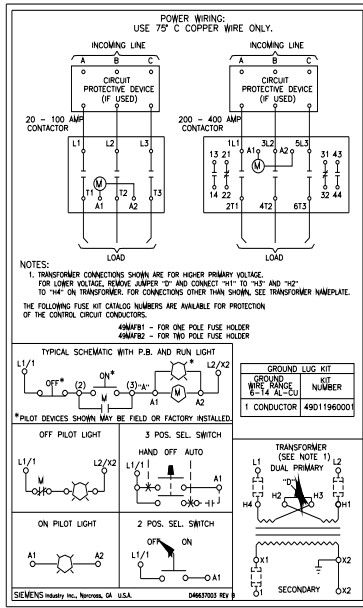 POWER WIRING:
USE 75° C COPPER WIRE ONLY.
INCOMING LINE
A B C
CIRCUIT
PROTECTIVE DEVICE
(IF USED)
20 – 100 AMP
CONTACTOR
L1 L2 L3
M
T1 T2 T3
A1 A2
LOAD
INCOMING LINE
A B C
CIRCUIT
PROTECTIVE DEVICE
(IF USED)
200 – 400 AMP
CONTACTOR
1L1 3L2 5L3
A1 A2
M
13 21
14 22
31 43
32 44
2T1 4T2 6T3
LOAD
NOTES:
1. TRANSFORMER CONNECTIONS SHOWN ARE FOR HIGHER PRIMARY VOLTAGE.
FOR LOWER VOLTAGE, REMOVE JUMPER "D" AND CONNECT "H1" TO "H3" AND "H2"
TO "H4" ON TRANSFORMER. FOR CONNECTIONS OTHER THAN SHOWN, SEE TRANSFORMER NAMEPLATE.
THE FOLLOWING FUSE KIT CATALOG NUMBERS ARE AVAILABLE FOR PROTECTION
OF THE CONTROL CIRCUIT CONDUCTORS.
49MAFB1 – FOR ONE POLE FUSE HOLDER
49MAFB2 – FOR TWO POLE FUSE HOLDER
TYPICAL SCHEMATIC WITH P.B. AND RUN LIGHT
L1/1 L2/X2
OFF* ON* *
(2) (3)"A" A1 M A2
M
*PILOT DEVICES SHOWN MAY BE FIELD OR FACTORY INSTALLED.
GROUND LUG KIT
GROUND WIRE RANGE 6-14 AL-CU
KIT NUMBER
1 CONDUCTOR 49D11960001
OFF PILOT LIGHT
L1/1 L2/X2
M
3 POS. SEL. SWITCH
HAND OFF AUTO
L1/1
A1
ON PILOT LIGHT
A1 A2
2 POS. SEL. SWITCH
OFF ON
L1/1
A1
TRANSFORMER
(SEE NOTE 1)
L1 DUAL PRIMARY L2
"D"
H2 H3
H4 H1
X1 X2
SECONDARY
X1 X2
SIEMENS Industry Inc., Norcross, GA U.S.A. D46637003 REV B